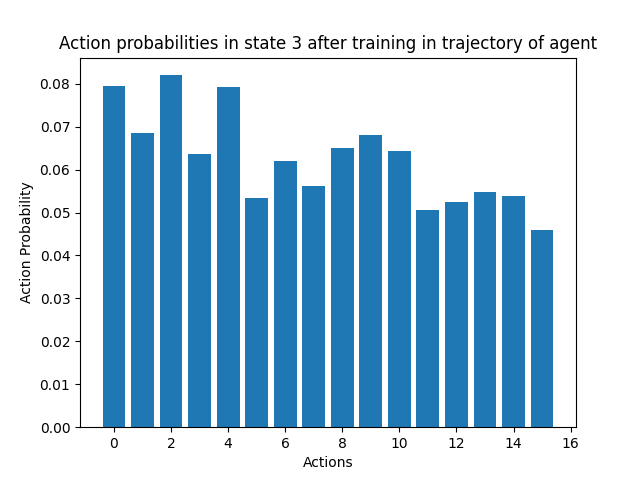 Action probabilities in state 3 after training in trajectory of agent
0.08
0.07
0.06
0.05
0.04
0.03
0.02
0.01
0.00
Action Probability
0 2 4 6 8 10 12 14 16
Actions